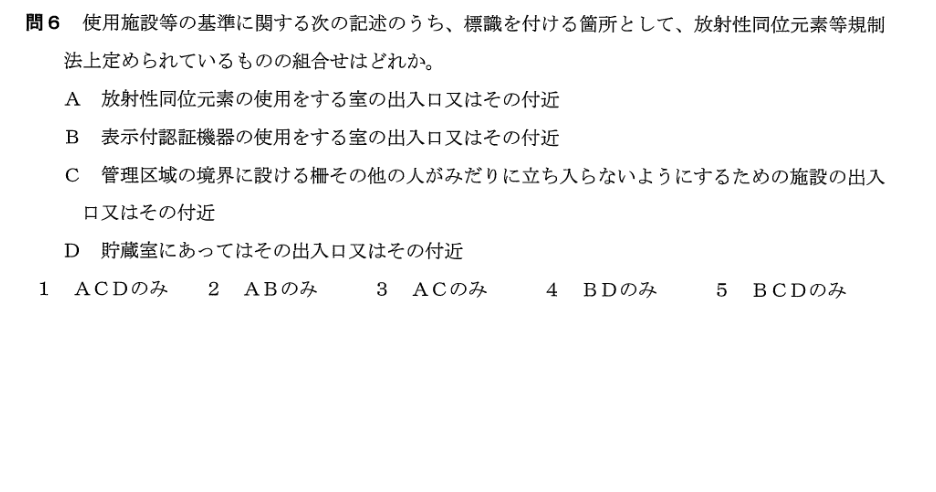 問６　使用施設等の基準に関する次の記述のうち、標識を付ける箇所として、放射性同位元素等規制
法上定められているものの組合せはどれか。
Ａ　放射性同位元素の使用をする室の出入口又はその付近
Ｂ　表示付認証機器の使用をする室の出入口又はその付近
Ｃ　管理区域の境界に設ける柵その他の人がみだりに立ち入らないようにするための施設の出入
口又はその付近
Ｄ　貯蔵室にあってはその出入口又はその付近
１　ＡＣＤのみ　２　ＡＢのみ　３　ＡＣのみ　４　ＢＤのみ　５　ＢＣＤのみ